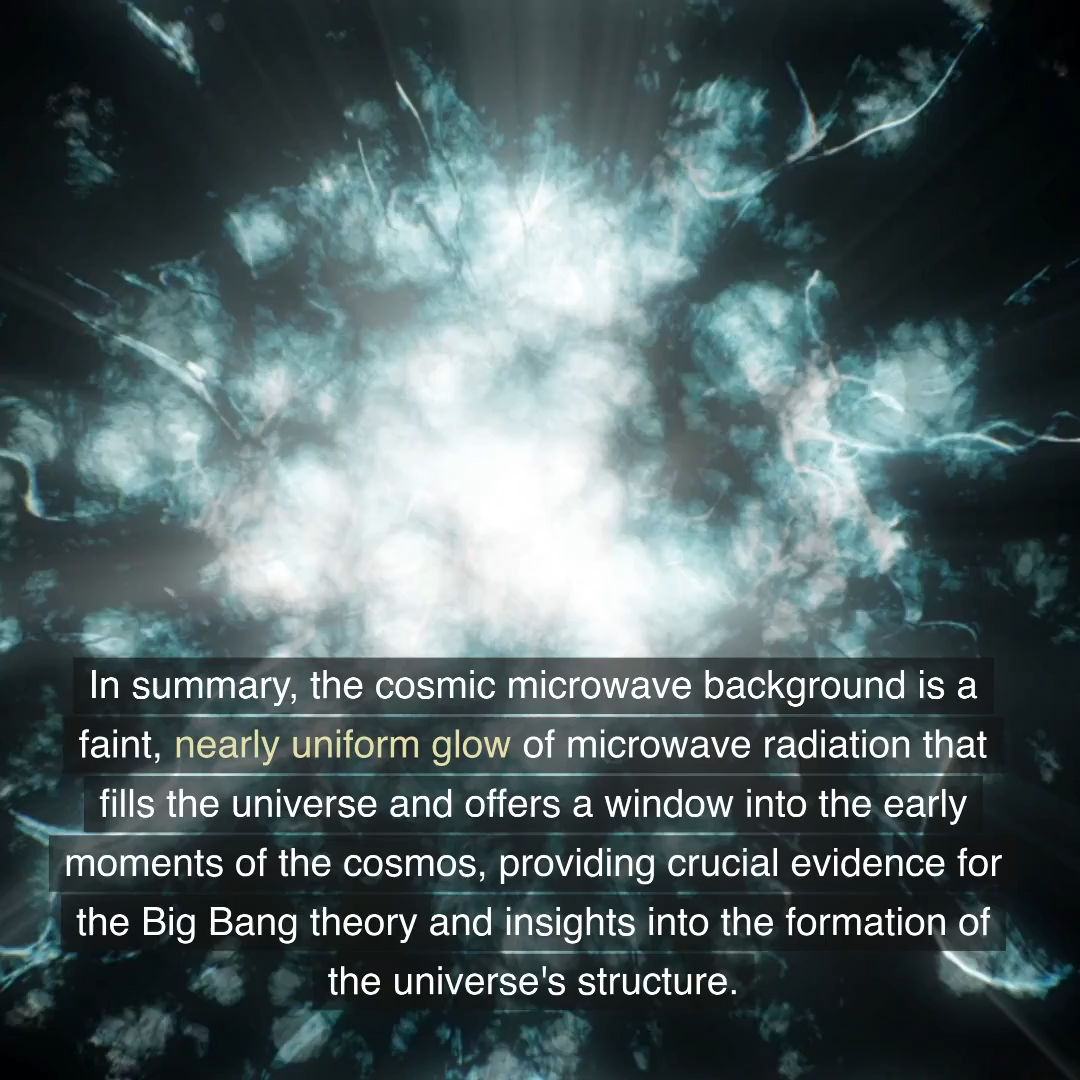 In summary, the cosmic microwave background is a
faint, nearly uniform glow of microwave radiation that
fills the universe and offers a window into the early
moments of the cosmos, providing crucial evidence for
the Big Bang theory and insights into the formation of
the universe's structure.